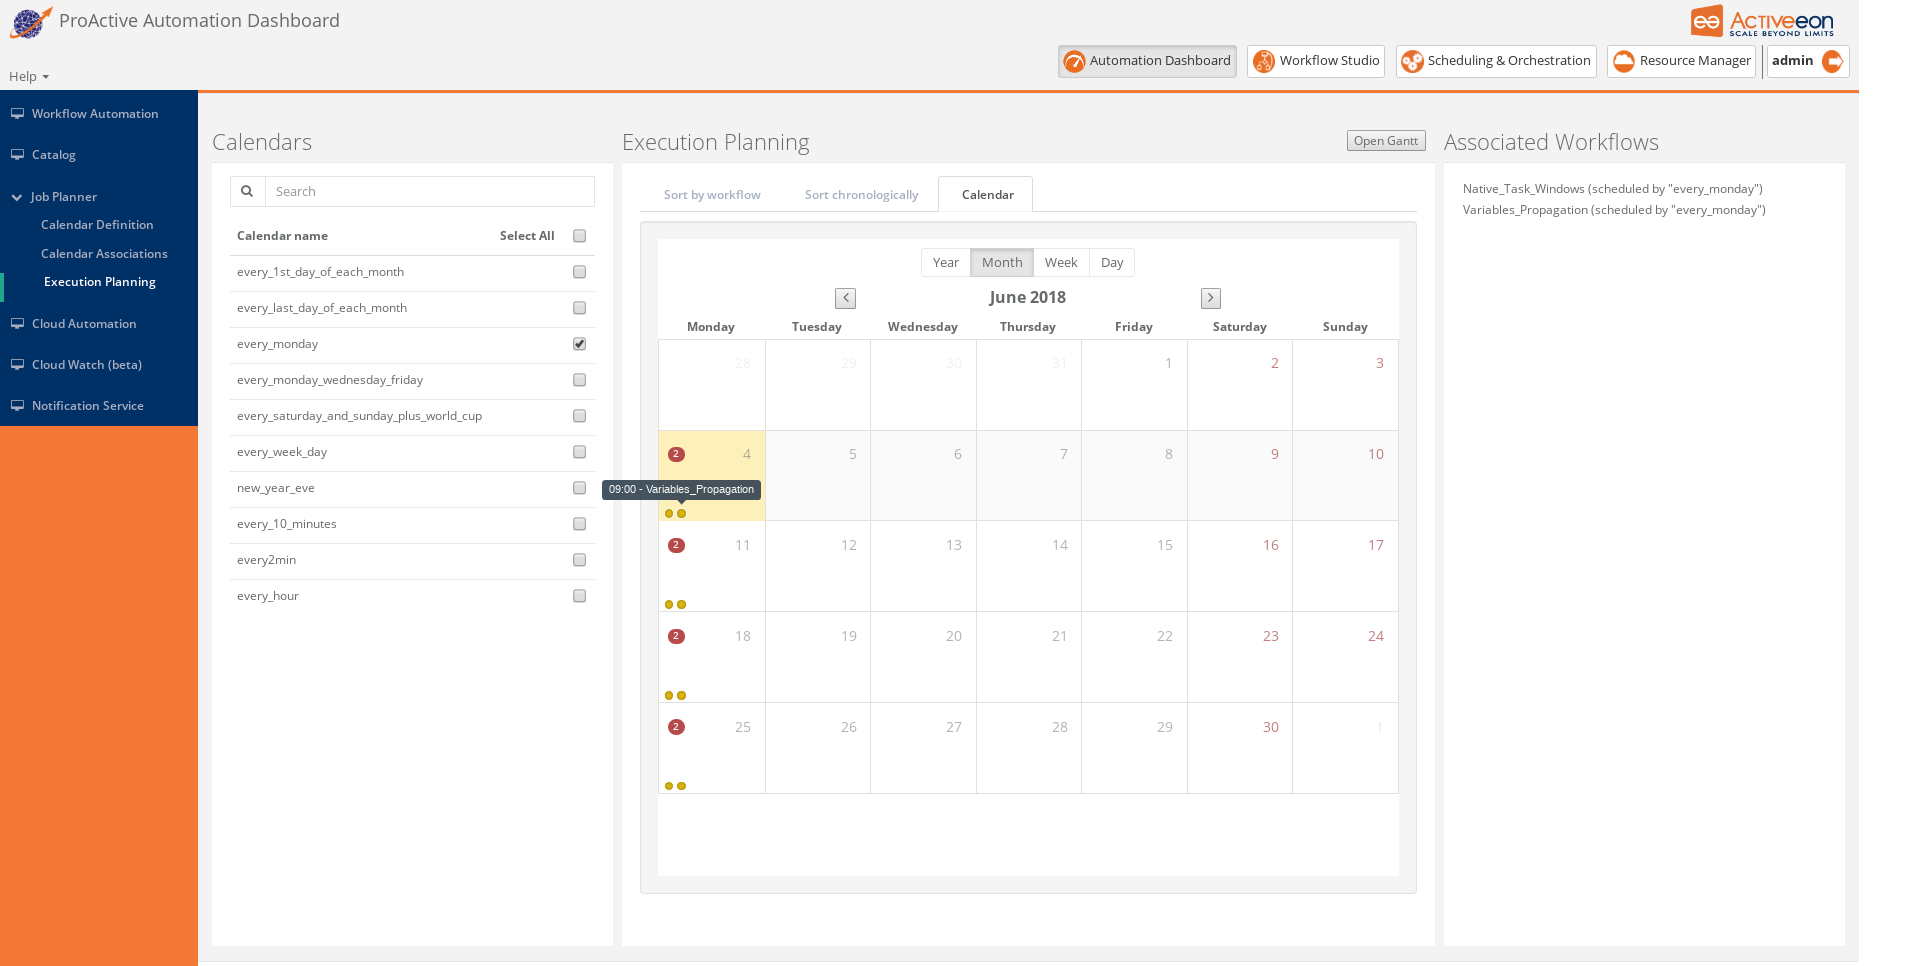 ProActive Automation Dashboard
Activeeon
SCALE BEYOND LIMITS
Help
Automation Dashboard
Workflow Studio
Scheduling & Orchestration
Resource Manager
admin
Workflow Automation
Catalog
Job Planner
Calendar Definition
Calendar Associations
Execution Planning
Cloud Automation
Cloud Watch (beta)
Notification Service
Calendars
Search
Calendar name Select All
every_1st_day_of_each_month
every_last_day_of_each_month
every_monday
every_monday_wednesday_friday
every_saturday_and_sunday_plus_world_cup
every_week_day
new_year_eve
every_10_minutes
every2min
every_hour
Execution Planning
Open Gantt
Sort by workflow Sort chronologically Calendar
Year Month Week Day
June 2018
Monday Tuesday Wednesday Thursday Friday Saturday Sunday
28 29 30 31 1 2 3
2 4 5 6 7 8 9 10
09:00 - Variables_Propagation
2 11 12 13 14 15 16 17
2 18 19 20 21 22 23 24
2 25 26 27 28 29 30 1
Associated Workflows
Native_Task_Windows (scheduled by "every_monday")
Variables_Propagation (scheduled by "every_monday")